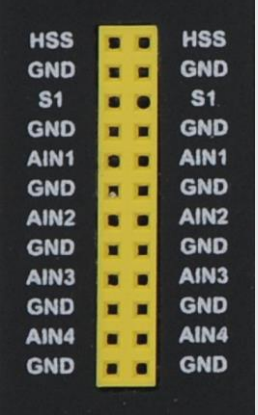 HSS HSS
GND GND
S1 S1
GND GND
AIN1 AIN1
GND GND
AIN2 AIN2
GND GND
AIN3 AIN3
GND GND
AIN4 AIN4
GND GND